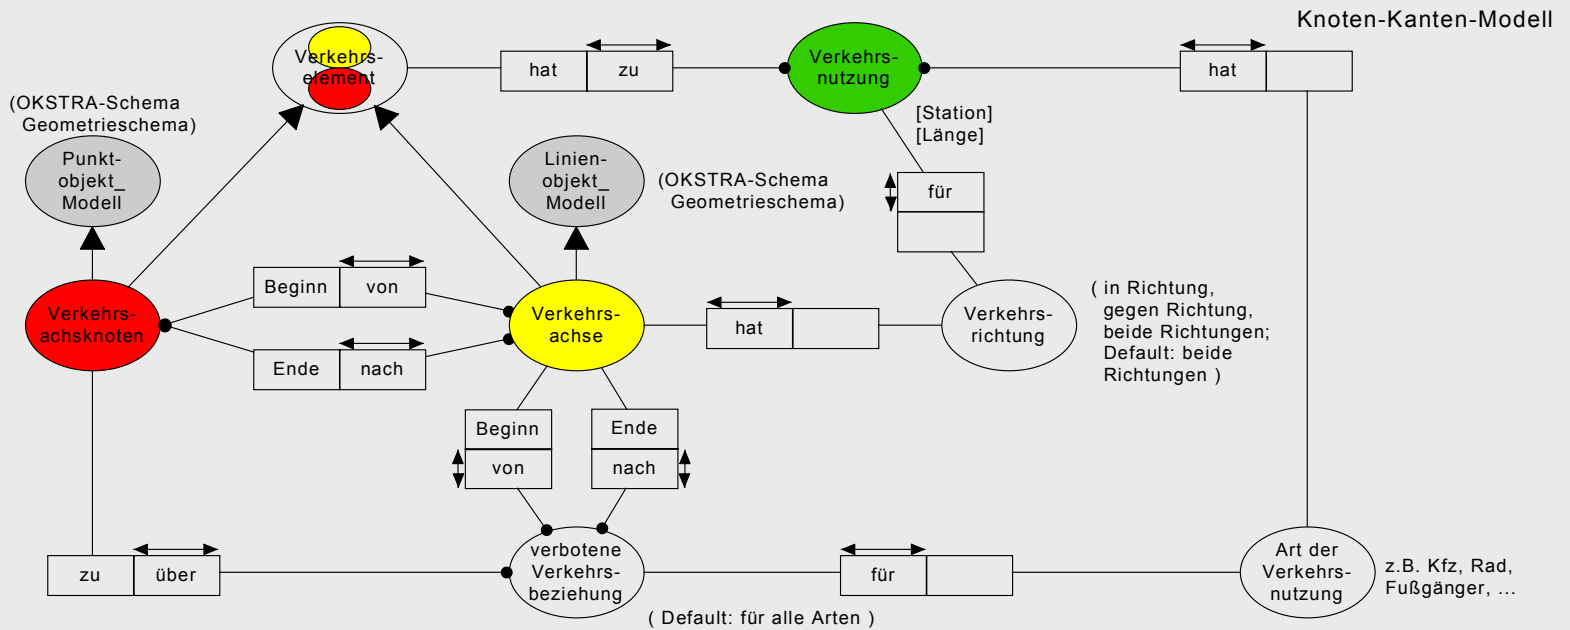 Knoten-Kanten-Modell
Verkehrs-
element
hat
zu
Verkehrs-
nutzung
hat
(OKSTRA-Schema
Geometrieschema)
[Station]
[Länge]
Punkt-
objekt_
Modell
Linien-
objekt_
Modell
(OKSTRA-Schema
Geometrieschema)
für
Verkehrs-
achsknoten
Beginn
von
Ende
nach
Verkehrs-
achse
hat
Verkehrs-
richtung
( in Richtung,
gegen Richtung,
beide Richtungen;
Default: beide
Richtungen )
Beginn
von
Ende
nach
zu
über
verbotene
Verkehrs-
beziehung
für
Art der
Verkehrs-
nutzung
z.B. Kfz, Rad,
Fußgänger, ...
( Default: für alle Arten )